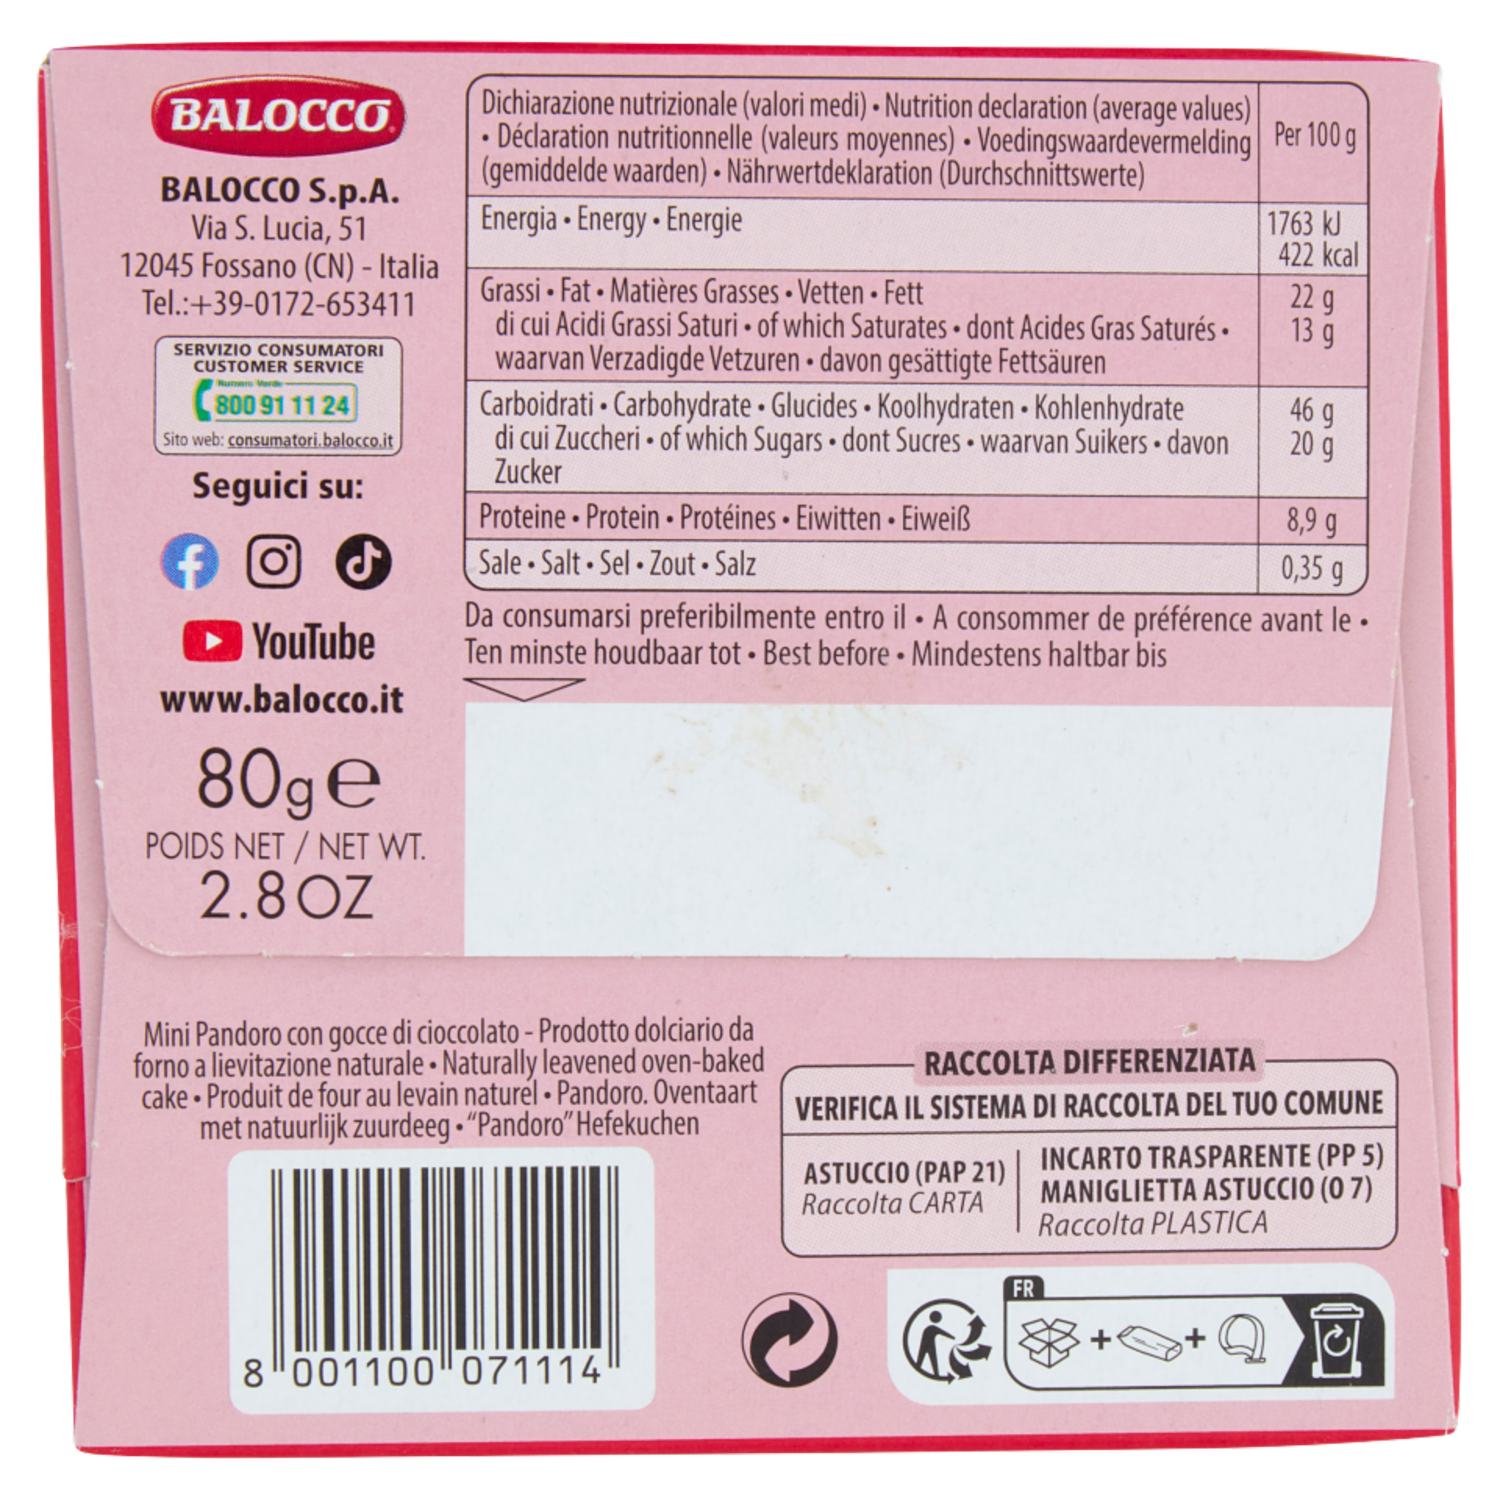 BALOCCO
BALOCCO S.p.A.
Via S. Lucia, 51
12045 Fossano (CN) - Italia
Tel.:+39-0172-653411
SERVIZIO CONSUMATORI
CUSTOMER SERVICE
Numero Verde
800 91 11 24
Sito web: consumatori.balocco.it
Seguici su:
YouTube
www.balocco.it
80g e
POIDS NET / NET WT.
2.8 OZ
Dichiarazione nutrizionale (valori medi) • Nutrition declaration (average values)
• Déclaration nutritionnelle (valeurs moyennes) • Voedingswaardevermelding
(gemiddelde waarden) • Nährwertdeklaration (Durchschnittswerte)
Per 100 g
Energia • Energy • Energie
1763 kJ
422 kcal
Grassi • Fat • Matières Grasses • Vetten • Fett
22 g
di cui Acidi Grassi Saturi • of which Saturates • dont Acides Gras Saturés •
13 g
waarvan Verzadigde Vetzuren • davon gesättigte Fettsäuren
Carboidrati • Carbohydrate • Glucides • Koolhydraten • Kohlenhydrate
46 g
di cui Zuccheri • of which Sugars • dont Sucres • waarvan Suikers • davon
20 g
Zucker
Proteine • Protein • Protéines • Eiwitten • Eiweiß
8,9 g
Sale • Salt • Sel • Zout • Salz
0,35 g
Da consumarsi preferibilmente entro il • A consommer de préférence avant le •
Ten minste houdbaar tot • Best before • Mindestens haltbar bis
Mini Pandoro con gocce di cioccolato - Prodotto dolciario da
forno a lievitazione naturale • Naturally leavened oven-baked
cake • Produit de four au levain naturel • Pandoro. Oventaart
met natuurlijk zuurdeeg • "Pandoro" Hefekuchen
8 001100 071114
RACCOLTA DIFFERENZIATA
VERIFICA IL SISTEMA DI RACCOLTA DEL TUO COMUNE
ASTUCCIO (PAP 21)
Raccolta CARTA
INCARTO TRASPARENTE (PP 5)
MANIGLIETTA ASTUCCIO (O 7)
Raccolta PLASTICA
FR
+ +